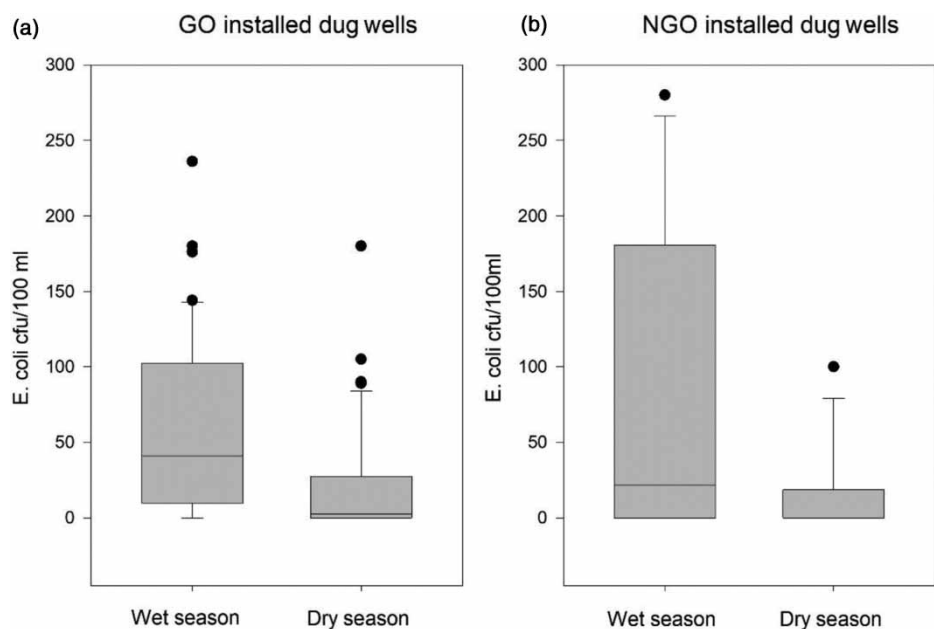 (a)
GO installed dug wells
E. coli cfu/100 ml
300
250
200
150
100
50
0
Wet season
Dry season
(b)
NGO installed dug wells
E. coli cfu/100ml
300
250
200
150
100
50
0
Wet season
Dry season